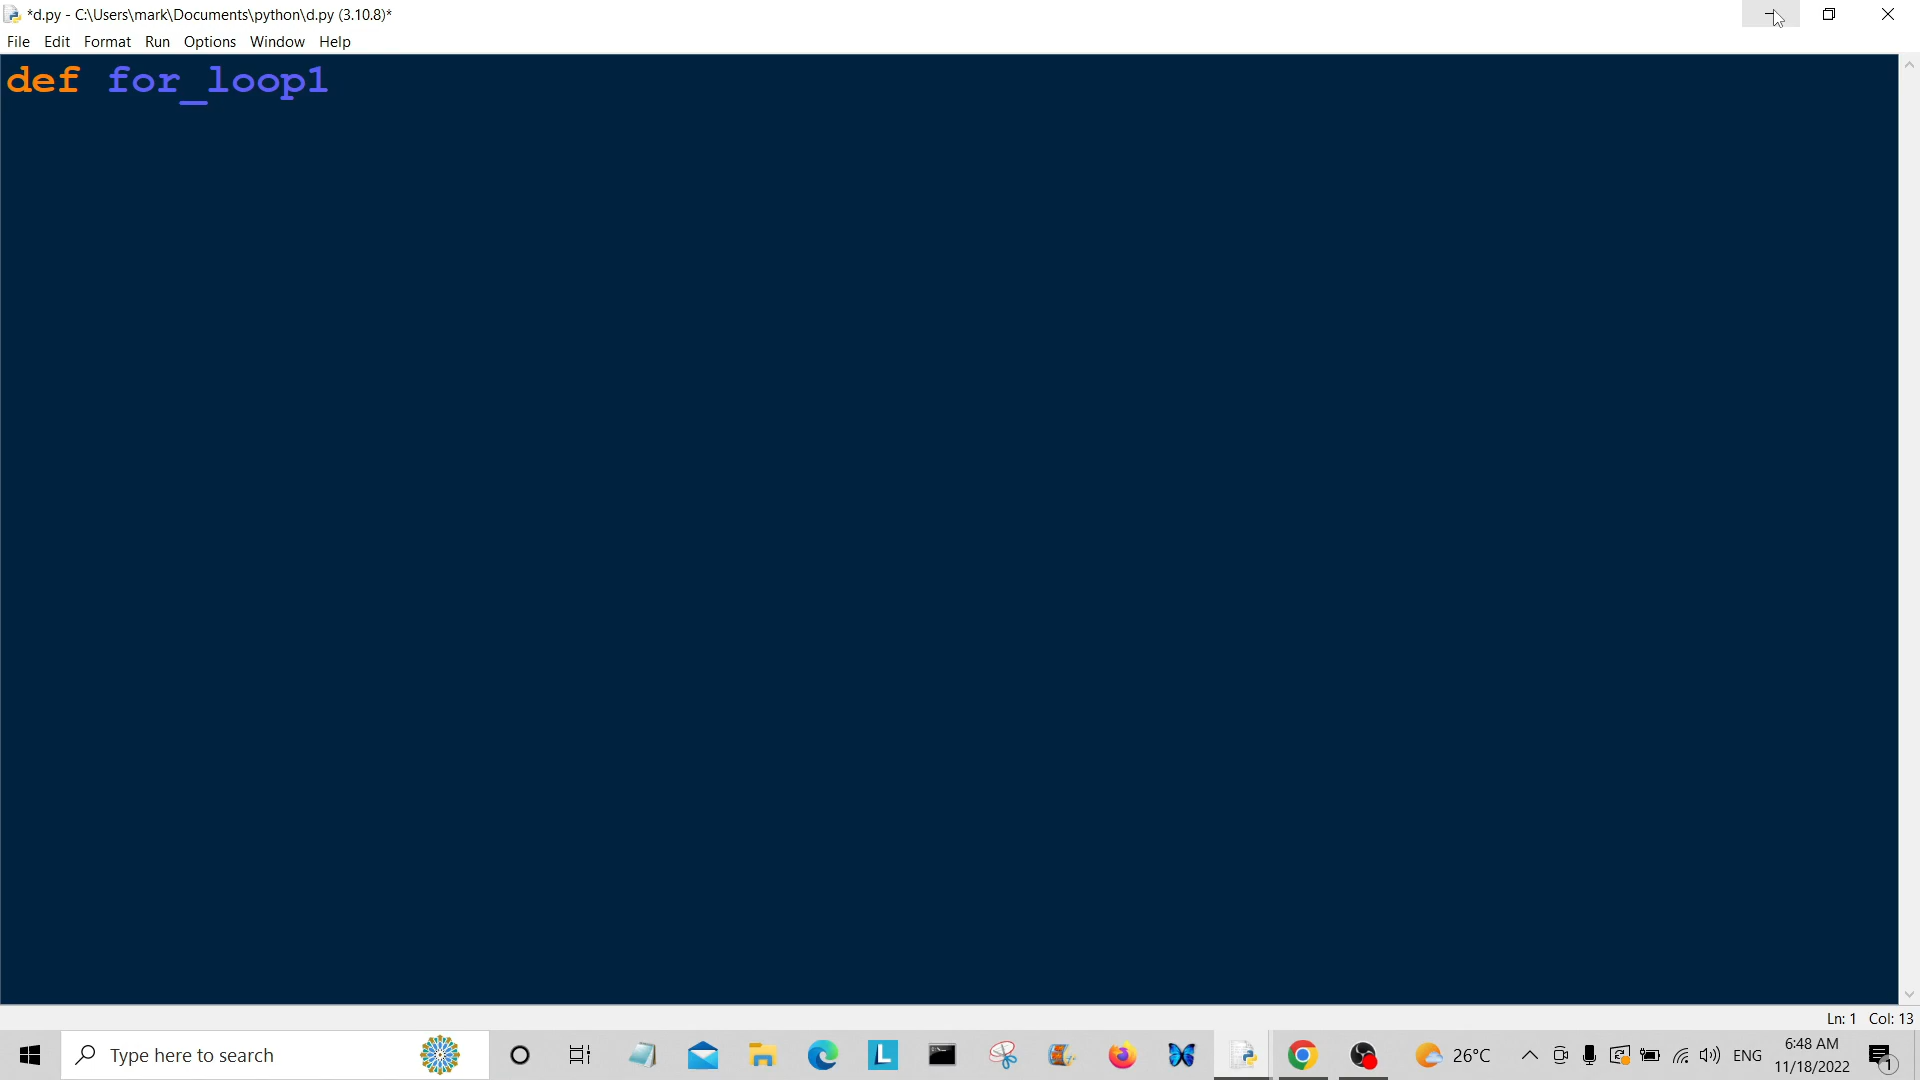 *d.py - C:\Users\mark\Documents\python\d.py (3.10.8)*
File Edit Format Run Options Window Help
def for_loop1
Ln: 1 Col: 13
Type here to search
L
26°C
ENG
6:48 AM
11/18/2022
1